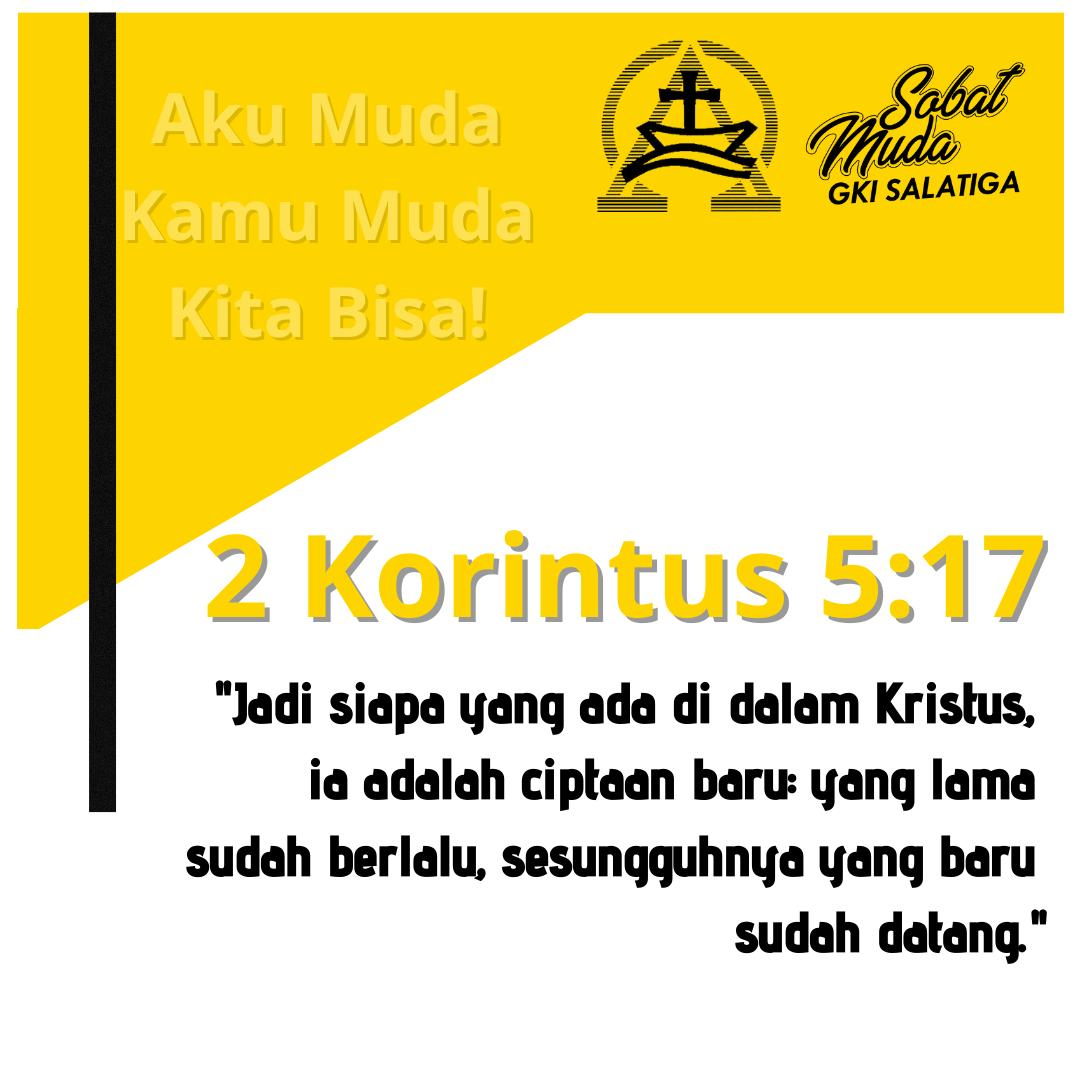 Aku Muda
Kamu Muda
Kita Bisa!
Sobat
Muda
GKI SALATIGA
2 Korintus 5:17
"Jadi siapa yang ada di dalam Kristus,
ia adalah ciptaan baru: yang lama
sudah berlalu, sesungguhnya yang baru
sudah datang."